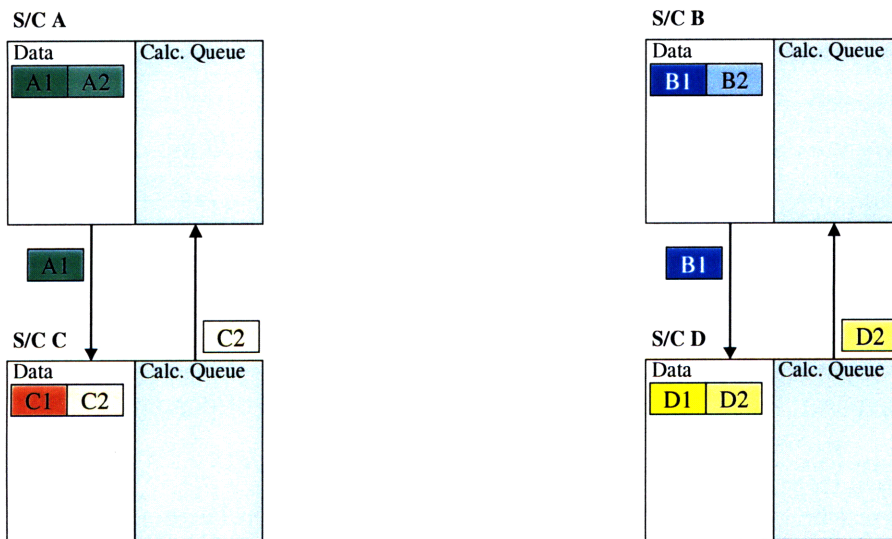 S/C A
Data Calc. Queue
A1 A2
A1
C2
S/C C
Data Calc. Queue
C1 C2
S/C B
Data Calc. Queue
B1 B2
B1
D2
S/C D
Data Calc. Queue
D1 D2